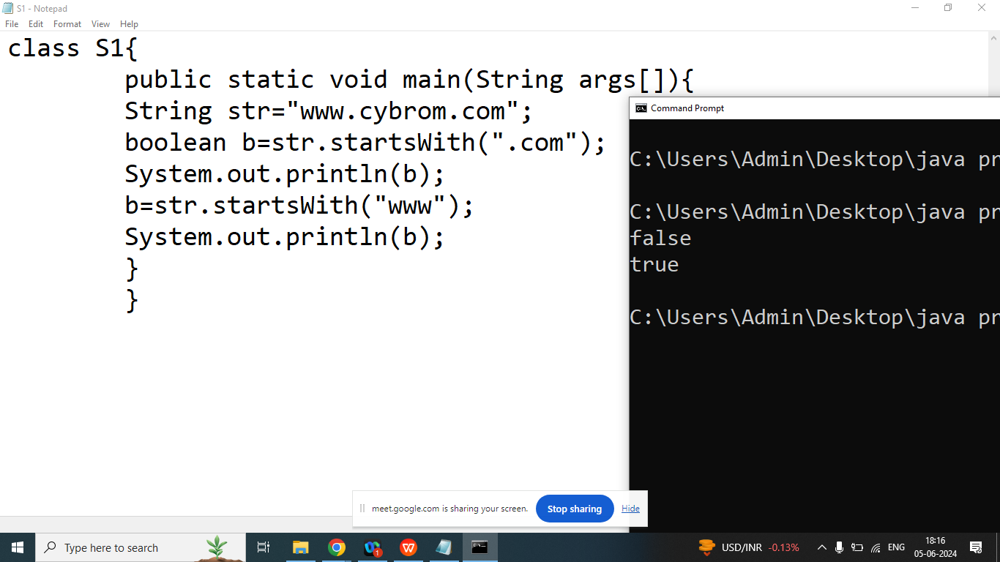 S1 - Notepad
File Edit Format View Help
class S1{
public static void main(String args[]){
String str="www.cybrom.com";
boolean b=str.startsWith(".com");
System.out.println(b);
b=str.startsWith("www");
System.out.println(b);
}
}
Command Prompt
C:\Users\Admin\Desktop\java pr
C:\Users\Admin\Desktop\java pr
false
true
C:\Users\Admin\Desktop\java pr
meet.google.com is sharing your screen. Stop sharing Hide
Type here to search
1
W
USD/INR -0.13%
ENG
18:16
05-06-2024